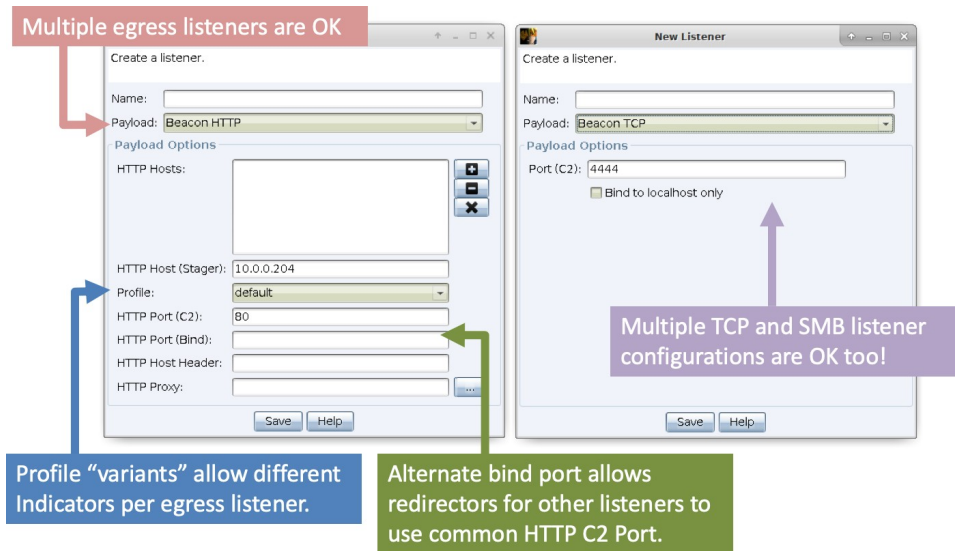 Multiple egress listeners are OK
Create a listener.
Name:
Payload: Beacon HTTP
Payload Options
HTTP Hosts:
HTTP Host (Stager): 10.0.0.204
Profile: default
HTTP Port (C2): 80
HTTP Port (Bind):
HTTP Host Header:
HTTP Proxy:
...
Save Help
New Listener
Create a listener.
Name:
Payload: Beacon TCP
Payload Options
Port (C2): 4444
Bind to localhost only
Multiple TCP and SMB listener
configurations are OK too!
Save Help
Profile “variants” allow different
Indicators per egress listener.
Alternate bind port allows
redirectors for other listeners to
use common HTTP C2 Port.